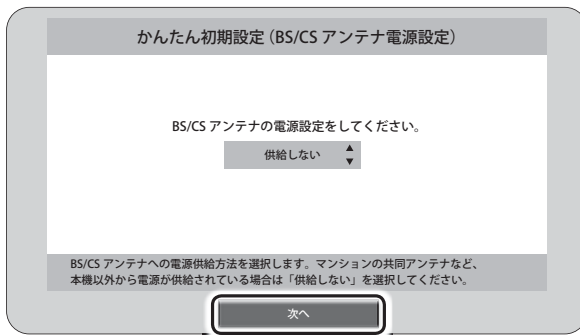 かんたん初期設定（BS/CS アンテナ電源設定）
BS/CS アンテナの電源設定をしてください。
供給しない
BS/CS アンテナへの電源供給方法を選択します。マンションの共同アンテナなど、
本機以外から電源が供給されている場合は「供給しない」を選択してください。
次へ